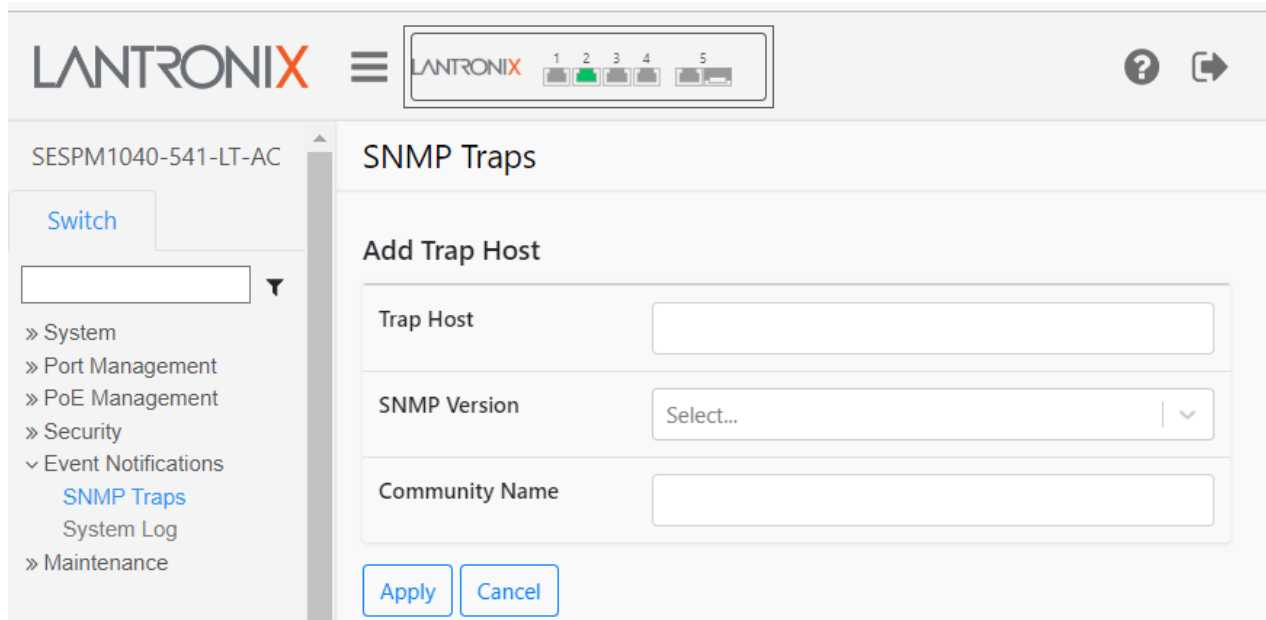 LANTRONIX
LANTRONIX 1 2 3 4 5
SESPM1040-541-LT-AC
Switch
» System
» Port Management
» PoE Management
» Security
Event Notifications
SNMP Traps
System Log
» Maintenance
SNMP Traps
Add Trap Host
Trap Host
SNMP Version Select...
Community Name
Apply Cancel